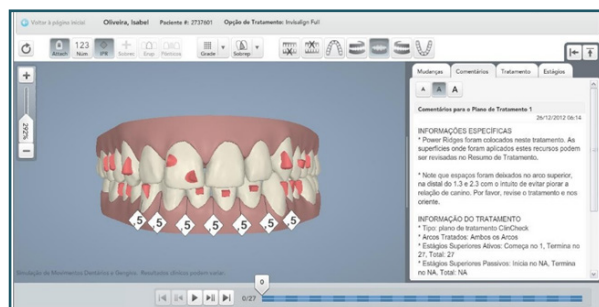 Voltar à página inicial Oliveira, Isabel Paciente #: 2737601 Opção de Tratamento: Invisalign Full
123
Attach Num IPR Grade Sobrep
Mudanças Comentários Tratamento Estágios
A A A
Comentários para o Plano de Tratamento 1
26/12/2012 06:14
INFORMAÇÕES ESPECÍFICAS
* Power Ridges foram colocados neste tratamento. As
superfícies onde foram aplicados estes recursos podem
ser revisadas no Resumo de Tratamento.
* Note que espaços foram deixados no arco superior,
na distal do 1.3 e 2.3 com o intuito de evitar piorar a
relação de canino. Por favor, revise o tratamento e nos
oriente.
INFORMAÇÃO DO TRATAMENTO
* Tipo: plano de tratamento ClinCheck
* Arcos Tratados: Ambos os Arcos
* Estágios Superiores Ativos: Começa no 1, Termina no
27, Total: 27
* Estágios Superiores Passivos: Inicia no NA, Termina
no NA, Total: NA
292%
.5 .5 .5 .5 .5 .5 .5
Simulação de Movimentos Dentários e Gengiva. Resultados clínicos podem variar.
0
0/27